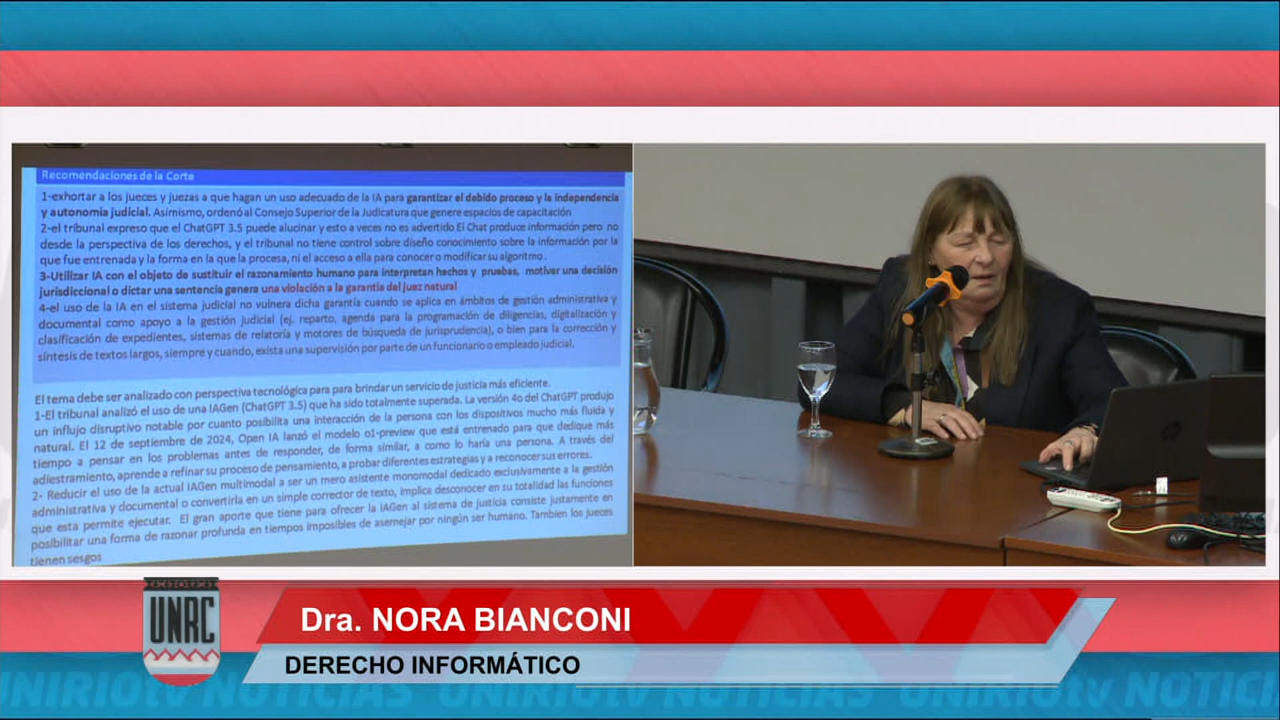 Recomendaciones de la Corte
1-exhortar a los jueces y juezas a que hagan un uso adecuado de la IA para garantizar el debido proceso y la independencia
y autonomia judicial. Asimismo, ordenó al Consejo Superior de la Judicatura que genere espacios de capacitación
2-el tribunal expreso que el ChatGPT 3.5 puede alucinar y esto a veces no es advertido El Chat produce información pero no
desde la perspectiva de los derechos, y el tribunal no tiene control sobre diseño conocimiento sobre la información por la
que fue entrenada y la forma en la que la procesa, ni el acceso a ella para conocer o modificar su algoritmo.
3-Utilizar IA con el objeto de sustituir el razonamiento humano para interpretan hechos y pruebas, motivar una decisión
jurisdiccional o dictar una sentencia genera una violación a la garantía del juez natural
4-el uso de la IA en el sistema judicial no vulnera dicha garantía cuando se aplica en ámbitos de gestión administrativa y
documental como apoyo a la gestión judicial (ej. reparto, agenda para la programación de diligencias, digitalización y
clasificación de expedientes, sistemas de relatoría y motores de búsqueda de jurisprudencia), o bien para la corrección y
síntesis de textos largos, siempre y cuando, exista una supervisión por parte de un funcionario o empleado judicial.
El tema debe ser analizado con perspectiva tecnológica para para brindar un servicio de justicia más eficiente.
1-El tribunal analizó el uso de una IAGen (ChatGPT 3.5) que ha sido totalmente superada. La versión 4o del ChatGPT produjo
un influjo disruptivo notable por cuanto posibilita una interacción de la persona con los dispositivos mucho más fluida y
natural. El 12 de septiembre de 2024, Open IA lanzó el modelo o1-preview que está entrenado para que dedique más
tiempo a pensar en los problemas antes de responder, de forma similar, a como lo haría una persona. A través del
adiestramiento, aprende a refinar su proceso de pensamiento, a probar diferentes estrategias y a reconocer sus errores.
2- Reducir el uso de la actual IAGen multimodal a ser un mero asistente monomodal dedicado exclusivamente a la gestión
administrativa y documental o convertirla en un simple corrector de texto, implica desconocer en su totalidad las funciones
que esta permite ejecutar. El gran aporte que tiene para ofrecer la IAGen al sistema de justicia consiste justamente en
posibilitar una forma de razonar profunda en tiempos imposibles de asemejar por ningún ser humano. Tambien los jueces
tienen sesgos
hp
UNRC
Dra. NORA BIANCONI
DERECHO INFORMÁTICO
UNIRIOtv NOTICIAS UNIRIOtv NOTICIAS UNIRIOtv NOTICI